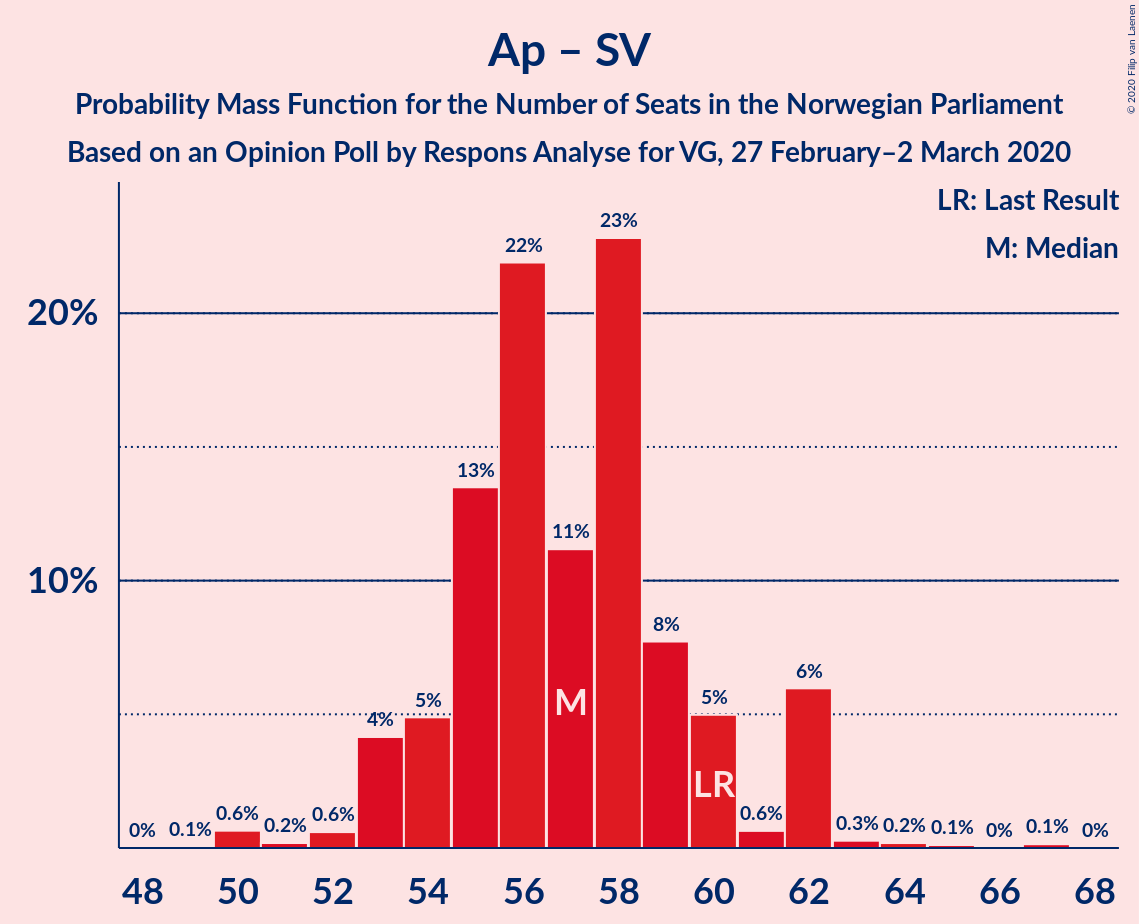 Ap – SV
Probability Mass Function for the Number of Seats in the Norwegian Parliament
Based on an Opinion Poll by Respons Analyse for VG, 27 February–2 March 2020
© 2020 Filip van Laenen
LR: Last Result
M: Median
20%
10%
0%
0.1%
0.6%
0.2%
0.6%
4%
5%
13%
22%
11%
23%
8%
5%
0.6%
6%
0.3%
0.2%
0.1%
0%
0.1%
0%
M
LR
48 50 52 54 56 58 60 62 64 66 68